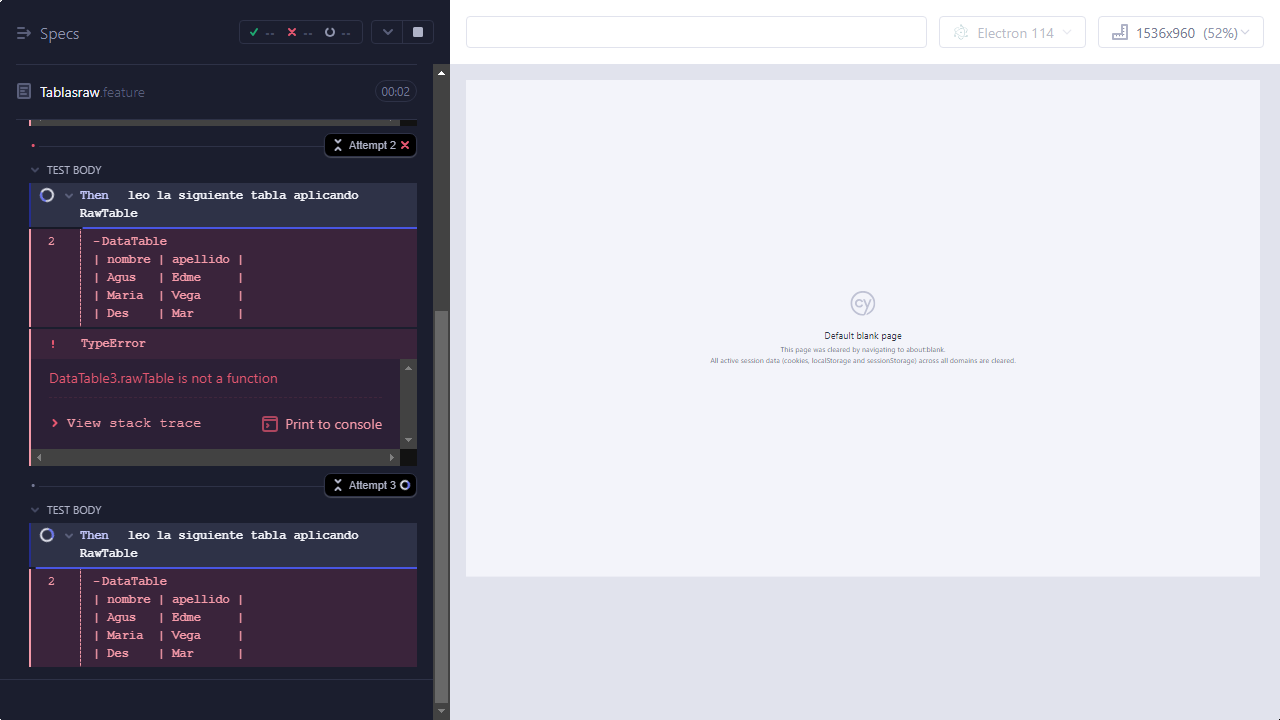 Specs
-- -- --
Electron 114
1536x960 (52%)
Tablasraw.feature
00:02
Attempt 2
TEST BODY
Then leo la siguiente tabla aplicando
RawTable
2 -DataTable
| nombre | apellido |
| Agus | Edme |
| Maria | Vega |
| Des | Mar |
! TypeError
DataTable3.rawTable is not a function
> View stack trace
Print to console
Attempt 3
TEST BODY
Then leo la siguiente tabla aplicando
RawTable
2 -DataTable
| nombre | apellido |
| Agus | Edme |
| Maria | Vega |
| Des | Mar |
cy
Default blank page
This page was cleared by navigating to about:blank.
All active session data (cookies, localStorage and sessionStorage) across all domains are cleared.